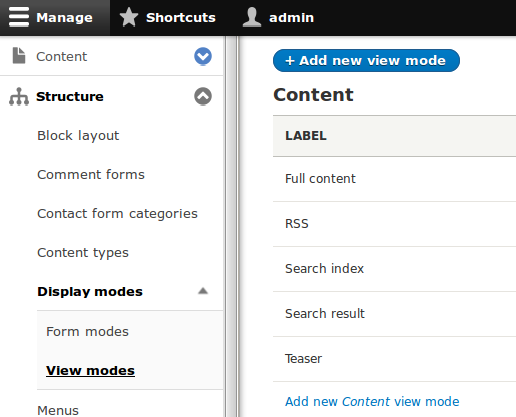 Manage Shortcuts admin
Content
Structure
Block layout
Comment forms
Contact form categories
Content types
Display modes
Form modes
View modes
Menus
+ Add new view mode
Content
LABEL
Full content
RSS
Search index
Search result
Teaser
Add new Content view mode